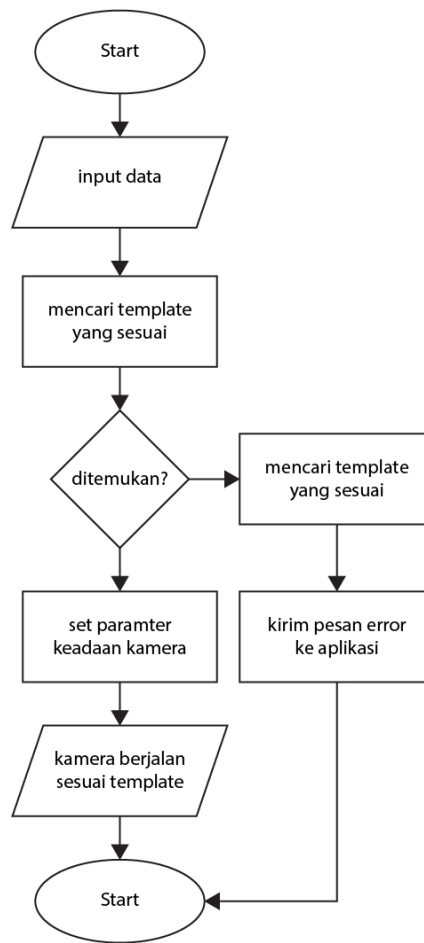 Start
input data
mencari template
yang sesuai
ditemukan?
mencari template
yang sesuai
set paramter
keadaan kamera
kirim pesan error
ke aplikasi
kamera berjalan
sesuai template
Start